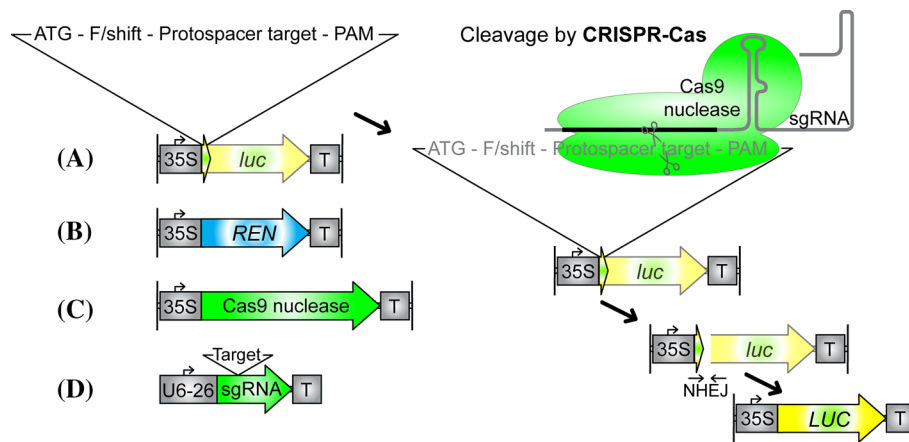 ATG - F/shift - Protospacer target - PAM
(A) 35S luc T
(B) 35S REN T
(C) 35S Cas9 nuclease T
Target
(D) U6-26 sgRNA T
Cleavage by CRISPR-Cas
Cas9
nuclease
sgRNA
ATG - F/shift - Protospacer target - PAM
35S luc T
35S luc T
NHEJ
35S LUC T